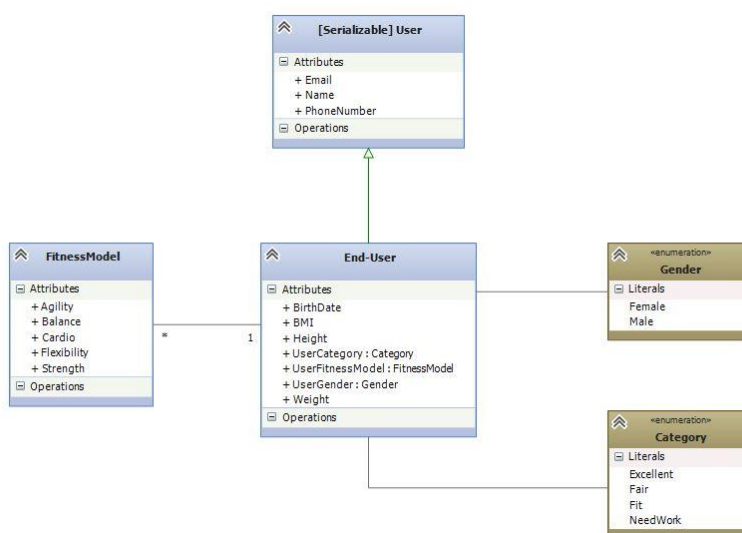 [Serializable] User
Attributes
+ Email
+ Name
+ PhoneNumber
Operations
FitnessModel
Attributes
+ Agility
+ Balance
+ Cardio
+ Flexibility
+ Strength
Operations
*
1
End-User
Attributes
+ BirthDate
+ BMI
+ Height
+ UserCategory : Category
+ UserFitnessModel : FitnessModel
+ UserGender : Gender
+ Weight
Operations
«enumeration»
Gender
Literals
Female
Male
«enumeration»
Category
Literals
Excellent
Fair
Fit
NeedWork